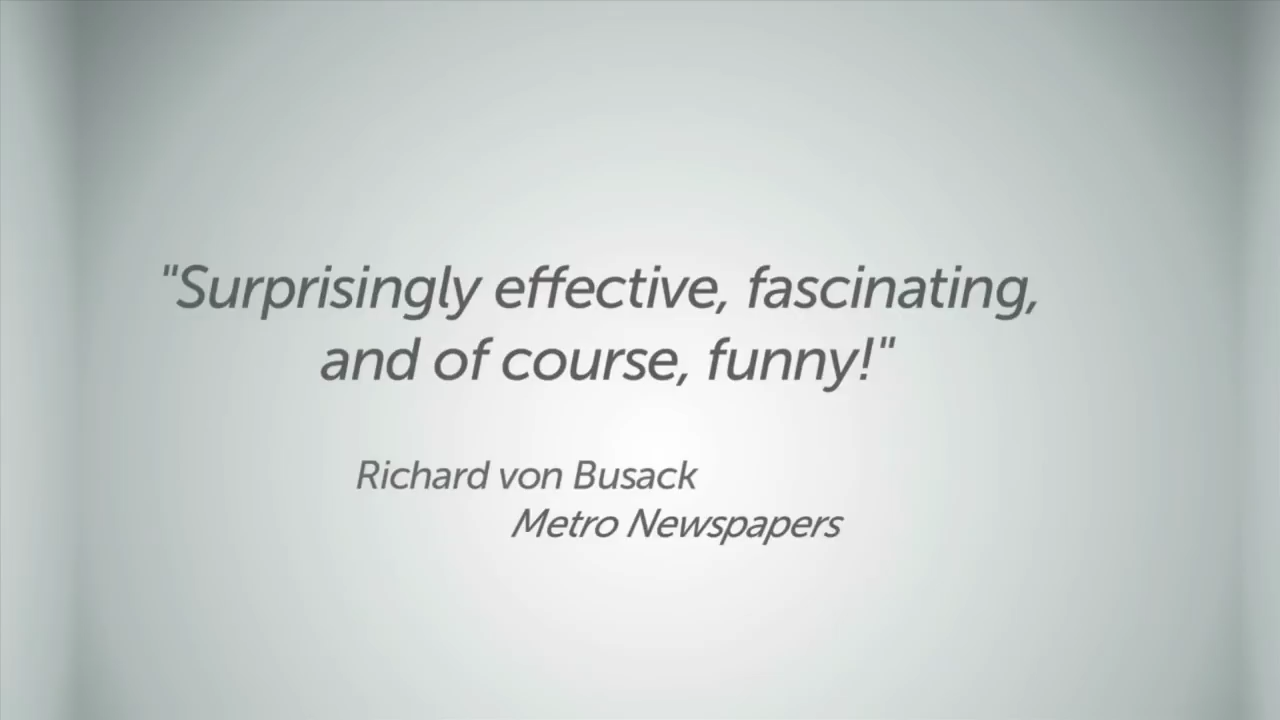 "Surprisingly effective, fascinating,
and of course, funny!"
Richard von Busack
Metro Newspapers